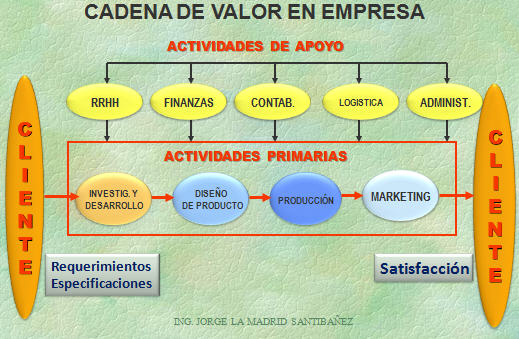 CADENA DE VALOR EN EMPRESA
ACTIVIDADES DE APOYO
RRHH
FINANZAS
CONTAB.
LOGISTICA
ADMINIST.
CLIENTE
ACTIVIDADES PRIMARIAS
INVESTIG. Y
DESARROLLO
DISEÑO
DE PRODUCTO
PRODUCCIÓN
MARKETING
CLIENTE
Requerimientos
Especificaciones
Satisfacción
ING. JORGE LA MADRID SANTIBAÑEZ